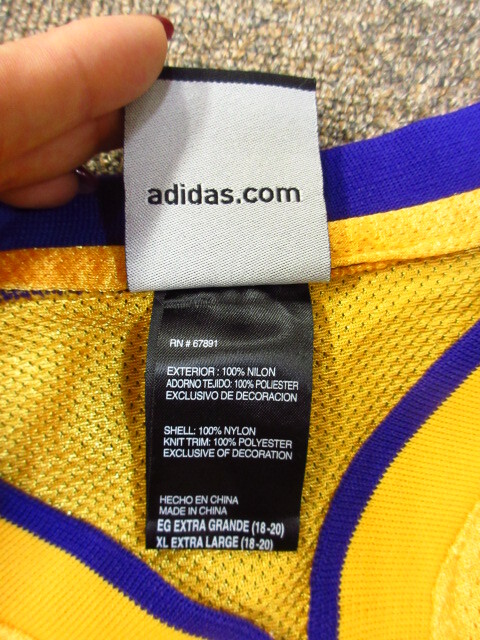 adidas.com
RN # 67891
EXTERIOR : 100% NILON
ADORNO TEJIDO: 100% POLIESTER
EXCLUSIVO DE DECORACION
SHELL: 100% NYLON
KNIT TRIM: 100% POLYESTER
EXCLUSIVE OF DECORATION
HECHO EN CHINA
MADE IN CHINA
EG EXTRA GRANDE (18-20)
XL EXTRA LARGE (18-20)